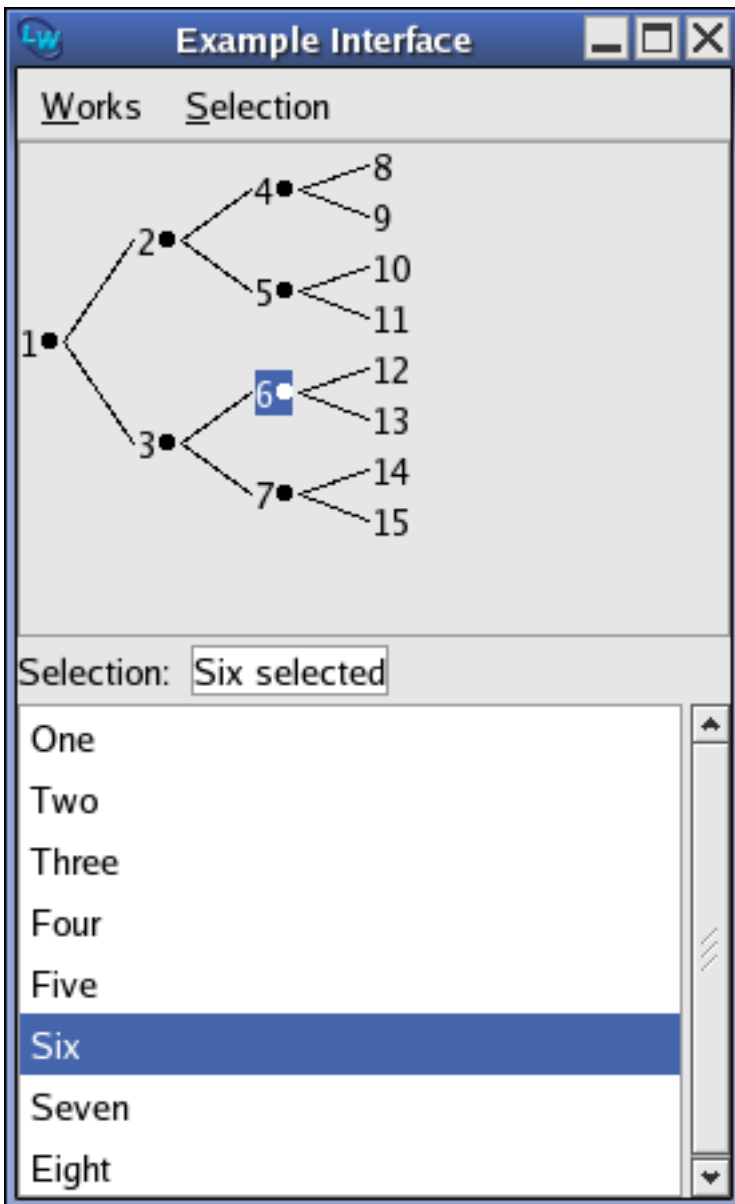 LW Example Interface
Works Selection
8
4
9
2
10
5
11
1
12
6
13
3
14
7
15
Selection: Six selected
One
Two
Three
Four
Five
Six
Seven
Eight